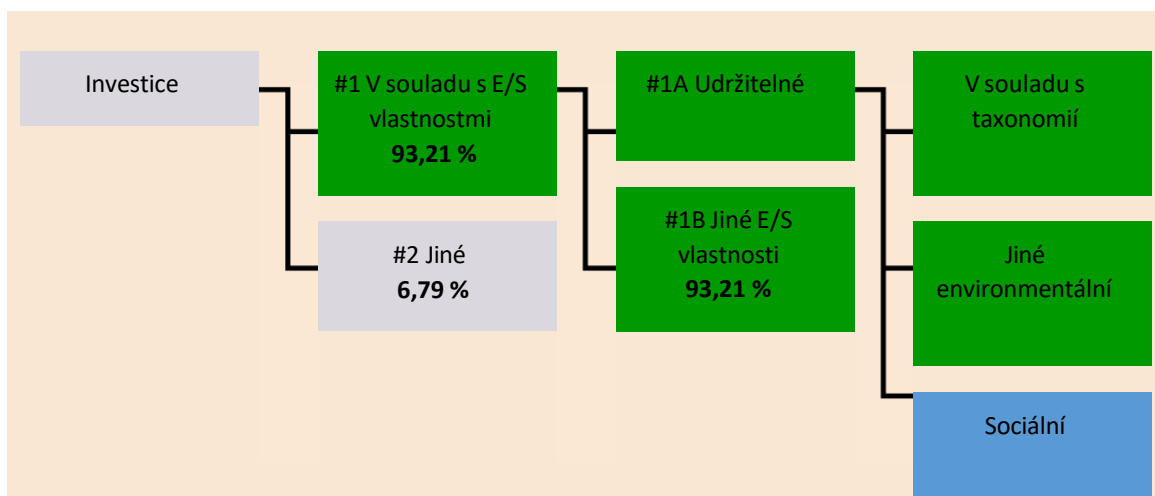 Investice
#1 V souladu s E/S
vlastnostmi
93,21 %
#2 Jiné
6,79 %
#1A Udržitelné
#1B Jiné E/S
vlastnosti
93,21 %
V souladu s
taxonomií
Jiné
environmentální
Sociální